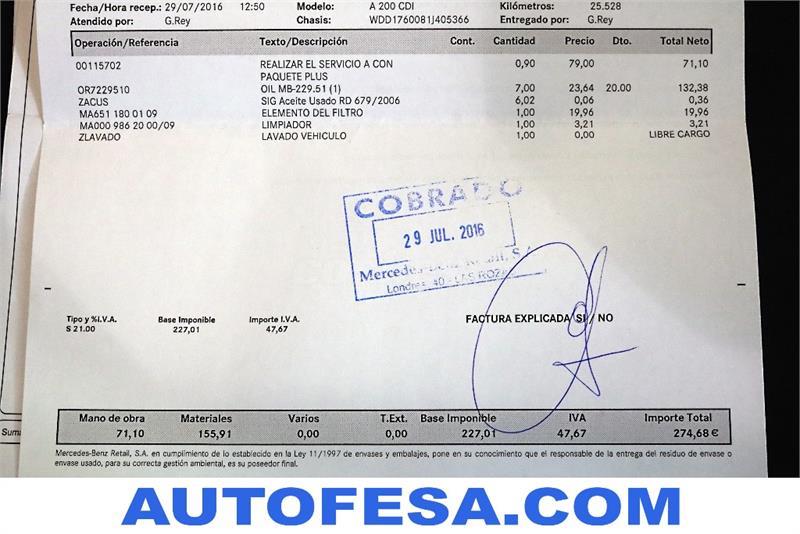 Fecha/Hora recep.: 29/07/2016 12:50 Modelo: A 200 CDI Kilómetros: 25.528
Atendido por: G.Rey Chasis: WDD1760081J405366 Entregado por: G.Rey
Operación/Referencia Texto/Descripción Cont. Cantidad Precio Dto. Total Neto
00115702 REALIZAR EL SERVICIO A CON 0,90 79,00 71,10
PAQUETE PLUS
OR7229510 OIL MB-229.51 (1) 7,00 23,64 20.00 132,38
ZACUS SIG Aceite Usado RD 679/2006 6,02 0,06 0,36
MA651 180 01 09 ELEMENTO DEL FILTRO 1,00 19,96 19,96
MA000 986 20 00/09 LIMPIADOR 1,00 3,21 3,21
ZLAVADO LAVADO VEHICULO 1,00 0,00 LIBRE CARGO
COBRADO
29 JUL. 2016
Mercedes-Benz Retail, S.A.
Londres, 40 - LAS ROZAS
Tipo y %I.V.A. Base Imponible Importe I.V.A. FACTURA EXPLICADA SI / NO
S 21.00 227,01 47,67
Mano de obra Materiales Varios T.Ext. Base Imponible IVA Importe Total
71,10 155,91 0,00 0,00 227,01 47,67 274,68 €
Suma
Mercedes-Benz Retail, S.A. en cumplimiento de lo establecido en la Ley 11/1997 de envases y embalajes, pone en su conocimiento que el responsable de la entrega del residuo de envase o
envase usado, para su correcta gestión ambiental, es su poseedor final.
AUTOFESA.COM